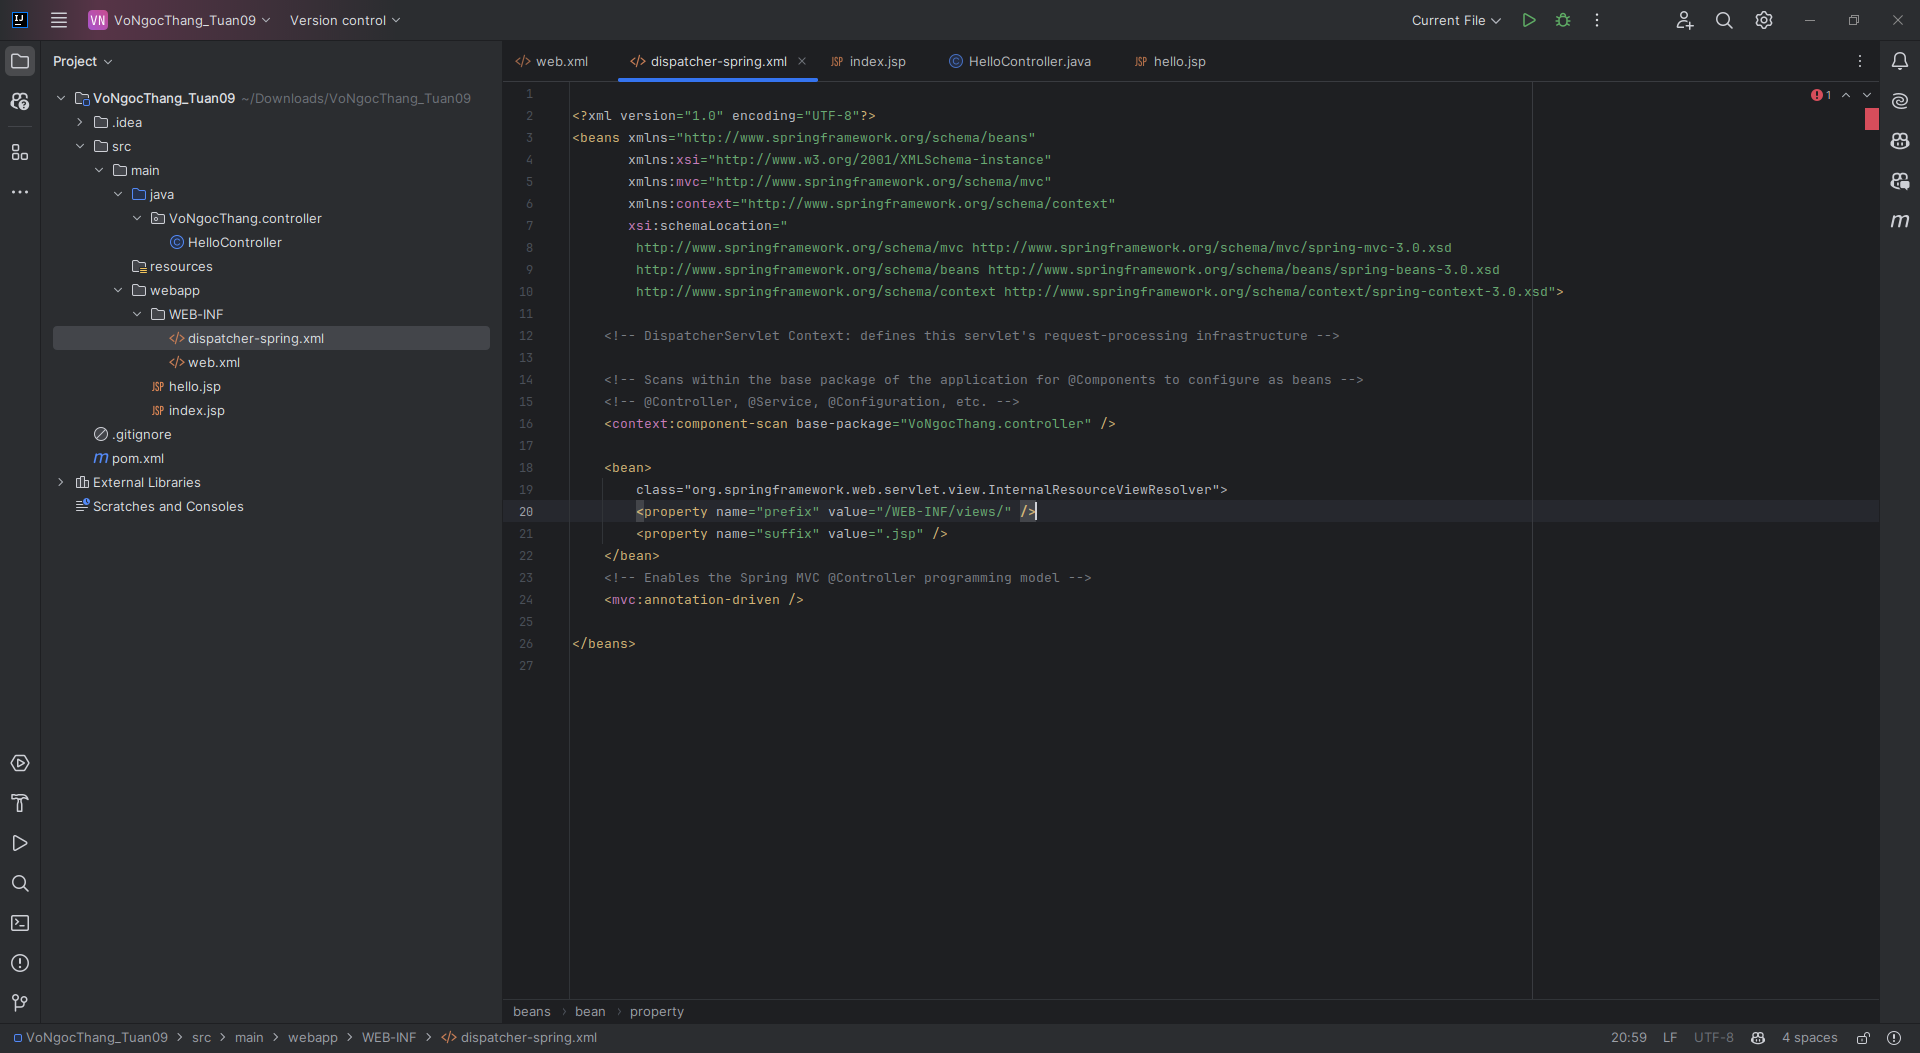 VN VoNgocThang_Tuan09 Version control Current File
Project
web.xml dispatcher-spring.xml JSP index.jsp HelloController.java JSP hello.jsp
VoNgocThang_Tuan09 ~/Downloads/VoNgocThang_Tuan09
.idea
src
main
java
VoNgocThang.controller
HelloController
resources
webapp
WEB-INF
dispatcher-spring.xml
web.xml
JSP hello.jsp
JSP index.jsp
.gitignore
m pom.xml
External Libraries
Scratches and Consoles
1
1
2 <?xml version="1.0" encoding="UTF-8"?>
3 <beans xmlns="http://www.springframework.org/schema/beans"
4 xmlns:xsi="http://www.w3.org/2001/XMLSchema-instance"
5 xmlns:mvc="http://www.springframework.org/schema/mvc"
6 xmlns:context="http://www.springframework.org/schema/context"
7 xsi:schemaLocation="
8 http://www.springframework.org/schema/mvc http://www.springframework.org/schema/mvc/spring-mvc-3.0.xsd
9 http://www.springframework.org/schema/beans http://www.springframework.org/schema/beans/spring-beans-3.0.xsd
10 http://www.springframework.org/schema/context http://www.springframework.org/schema/context/spring-context-3.0.xsd">
11
12 <!-- DispatcherServlet Context: defines this servlet's request-processing infrastructure -->
13
14 <!-- Scans within the base package of the application for @Components to configure as beans -->
15 <!-- @Controller, @Service, @Configuration, etc. -->
16 <context:component-scan base-package="VoNgocThang.controller" />
17
18 <bean>
19 class="org.springframework.web.servlet.view.InternalResourceViewResolver">
20 <property name="prefix" value="/WEB-INF/views/" />
21 <property name="suffix" value=".jsp" />
22 </bean>
23 <!-- Enables the Spring MVC @Controller programming model -->
24 <mvc:annotation-driven />
25
26 </beans>
27
beans > bean > property
VoNgocThang_Tuan09 > src > main > webapp > WEB-INF > dispatcher-spring.xml 20:59 LF UTF-8 4 spaces